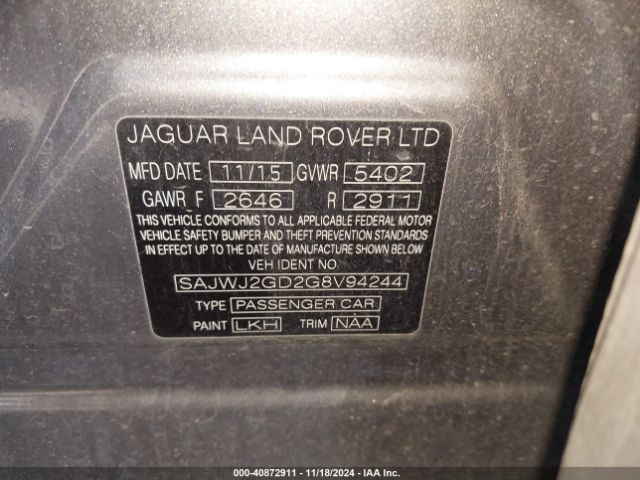 JAGUAR LAND ROVER LTD
MFD DATE 11/15 GVWR 5402
GAWR F 2646 R 2911
THIS VEHICLE CONFORMS TO ALL APPLICABLE FEDERAL MOTOR
VEHICLE SAFETY BUMPER AND THEFT PREVENTION STANDARDS
IN EFFECT UP TO THE DATE OF MANUFACTURE SHOWN BELOW
VEH IDENT NO.
SAJWJ2GD2G8V94244
TYPE PASSENGER CAR
PAINT LKH TRIM NAA
000-40872911 - 11/18/2024 - IAA Inc.